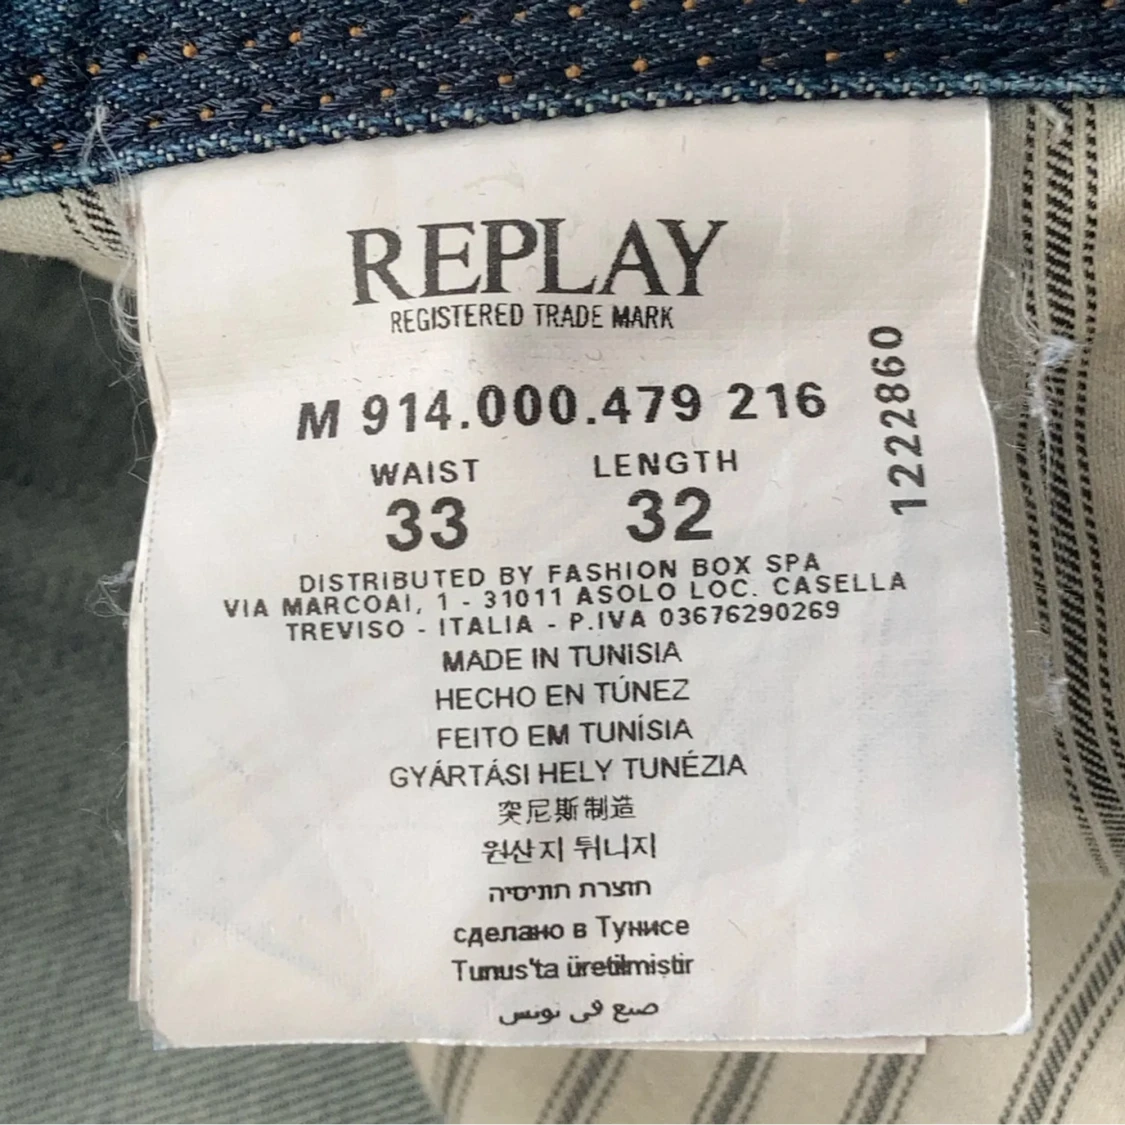 REPLAY
REGISTERED TRADE MARK
M 914.000.479 216
1222860
WAIST LENGTH
33 32
DISTRIBUTED BY FASHION BOX SPA
VIA MARCOAI, 1 - 31011 ASOLO LOC. CASELLA
TREVISO - ITALIA - P.IVA 03676290269
MADE IN TUNISIA
HECHO EN TÚNEZ
FEITO EM TUNÍSIA
GYÁRTÁSI HELY TUNÉZIA
突尼斯制造
원산지 튀니지
תוצרת תוניסיה
сделано в Тунисе
Tunus'ta üretilmiştir
صنع في تونس